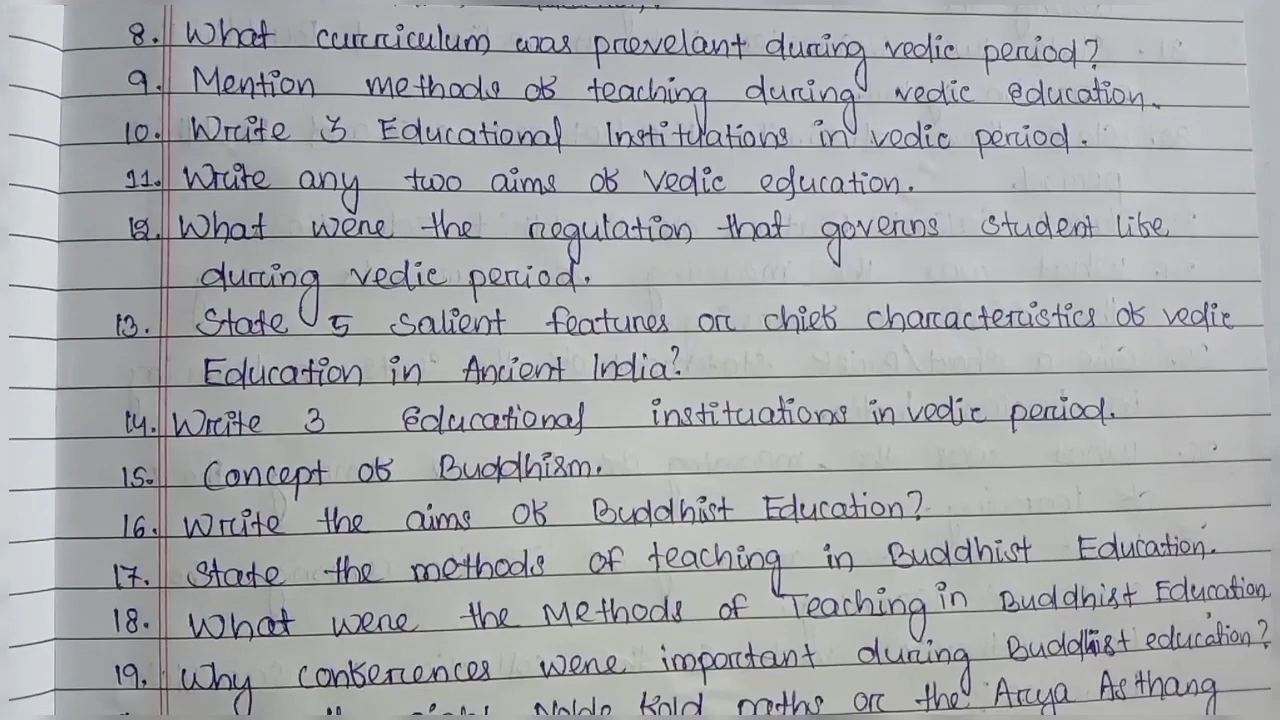 8. What curriculum was prevelant during vedic period?
9. Mention methods of teaching during vedic education.
10. Write 3 Educational Instituations in vedic period.
11. Write any two aims of vedic education.
12. What were the regulation that governs student life
during vedic period.
13. State 5 salient features or chief characteristics of vedic
Education in Ancient India?
14. Write 3 educational instituations in vedic period.
15. Concept of Buddhism.
16. Write the aims of Buddhist Education?
17. State the methods of teaching in Buddhist Education.
18. What were the Methods of Teaching in Buddhist Education
19. Why conferences were important during Buddhist education?
or the Arya Asthang